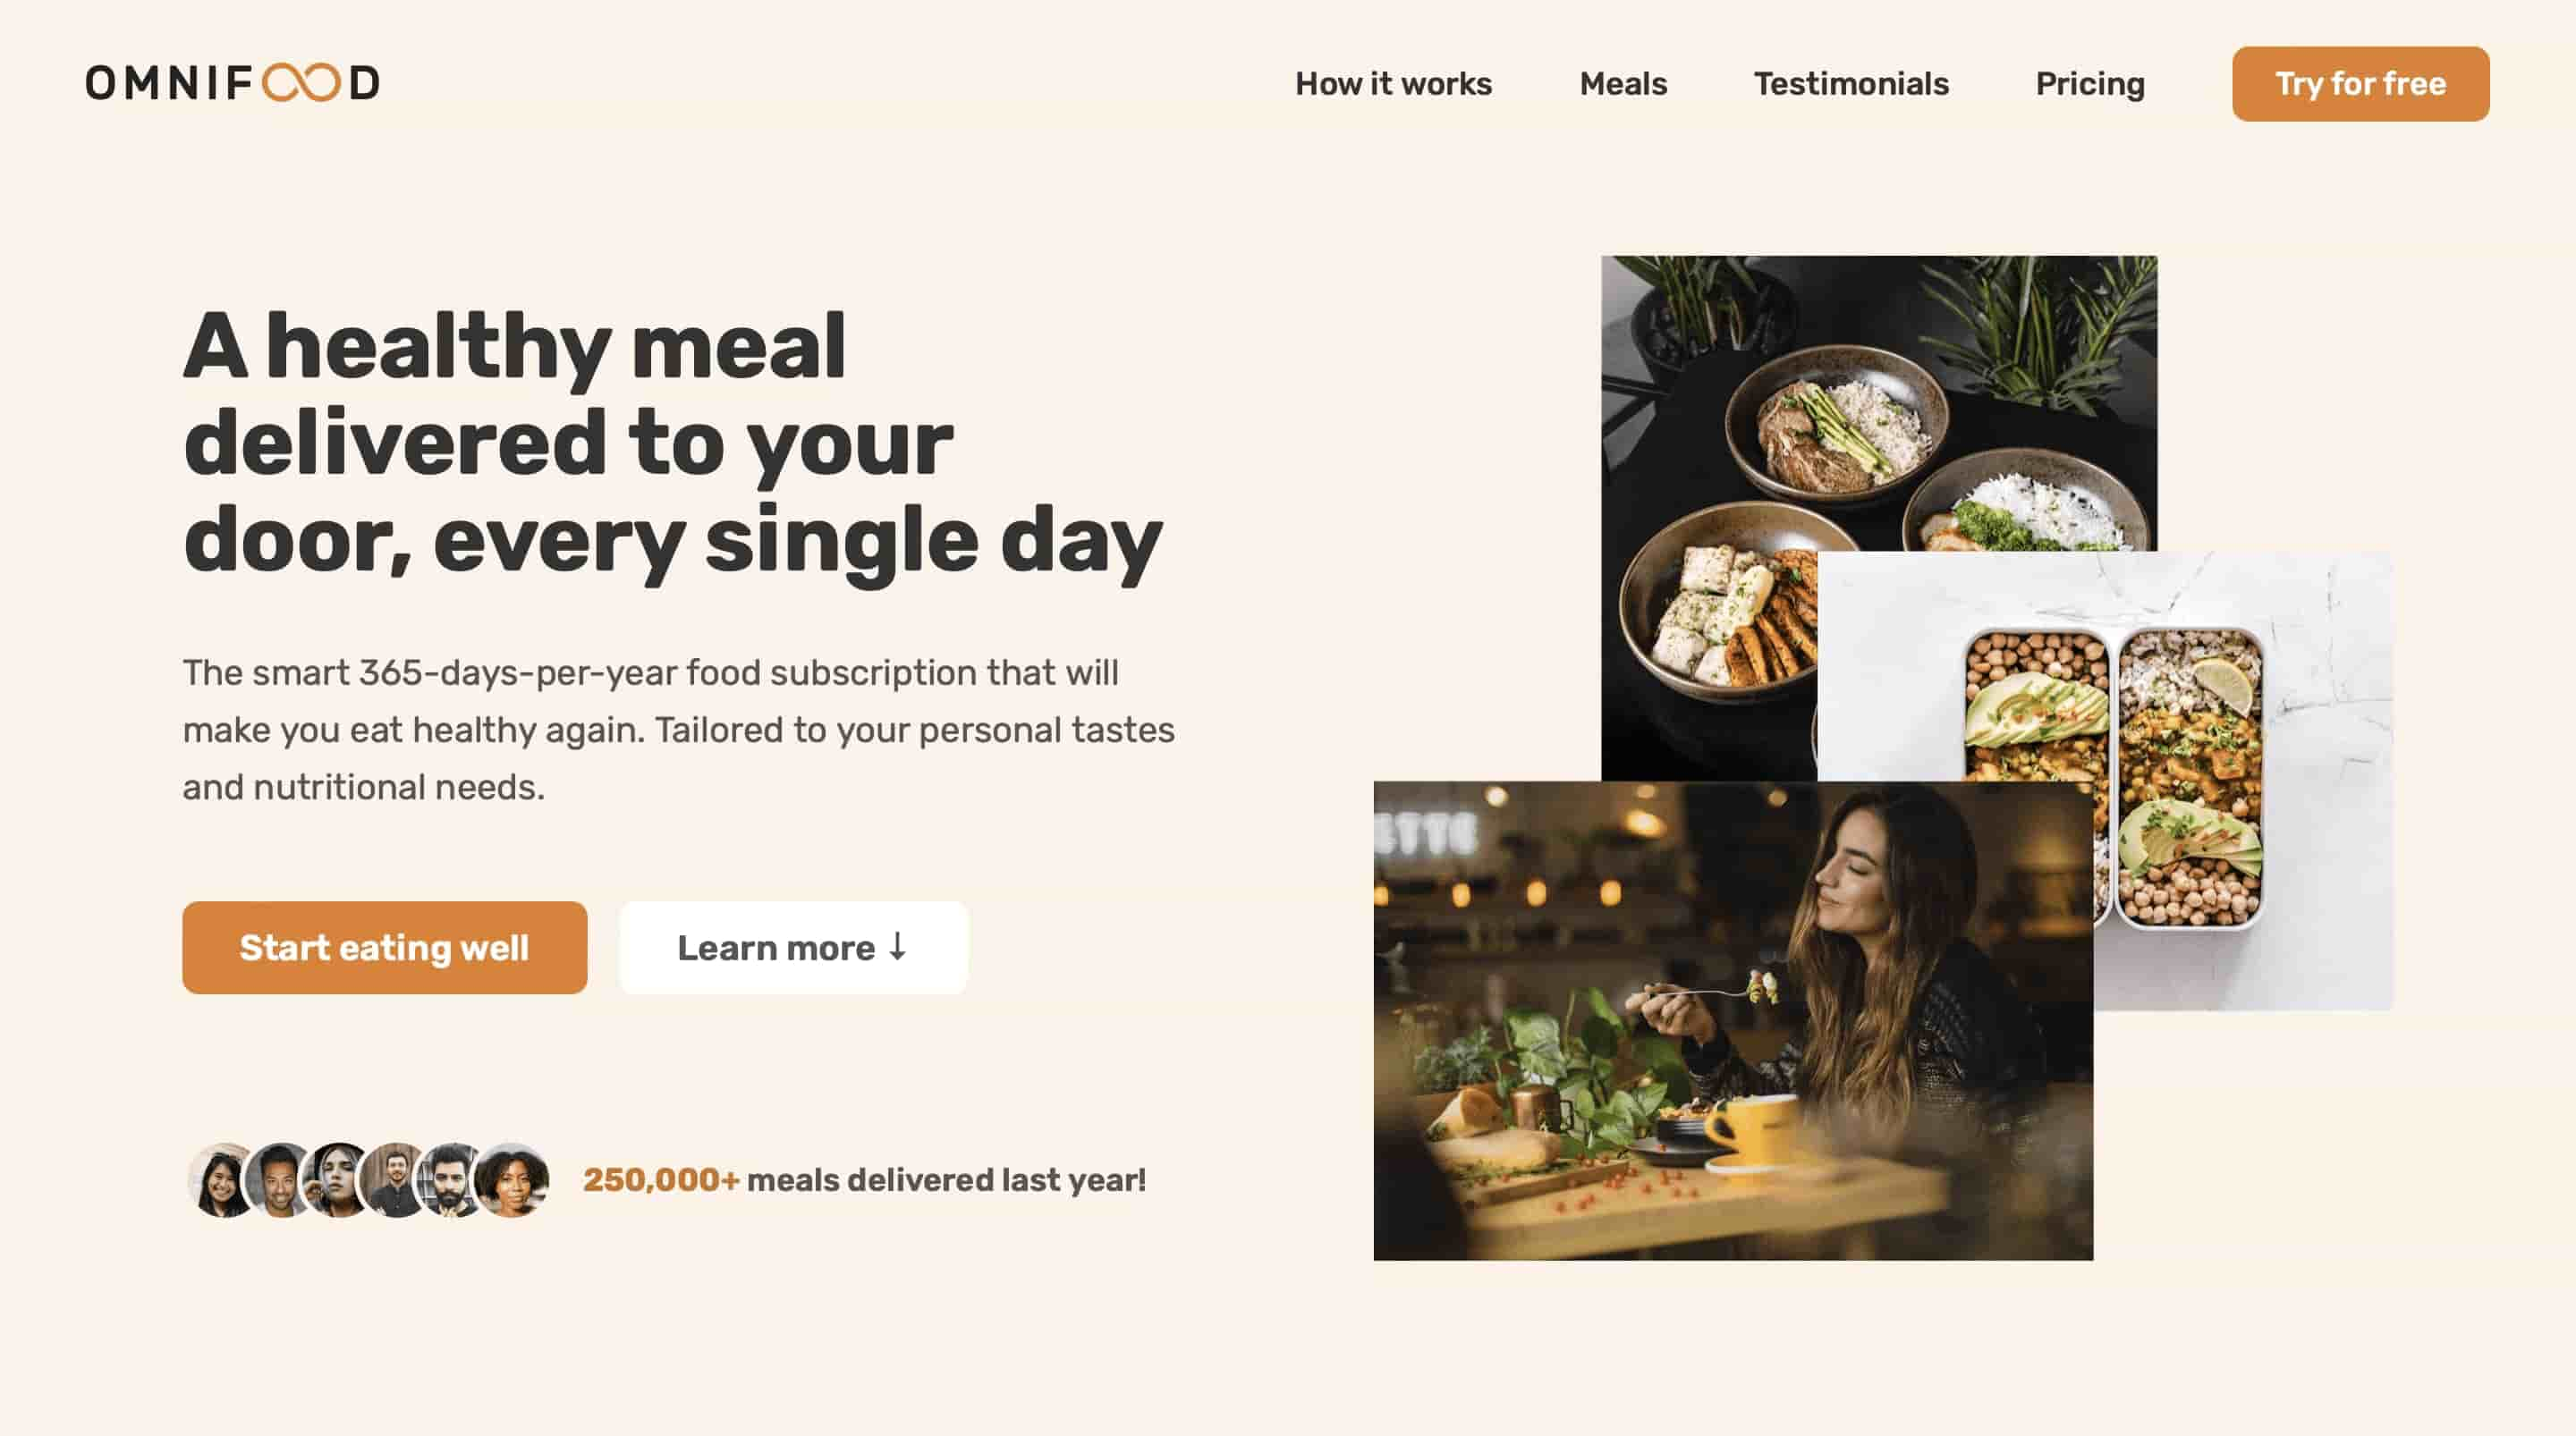 OMNIFOOD
How it works
Meals
Testimonials
Pricing
Try for free
A healthy meal
delivered to your
door, every single day
The smart 365-days-per-year food subscription that will
make you eat healthy again. Tailored to your personal tastes
and nutritional needs.
Start eating well
Learn more ↓
250,000+ meals delivered last year!
ETTE